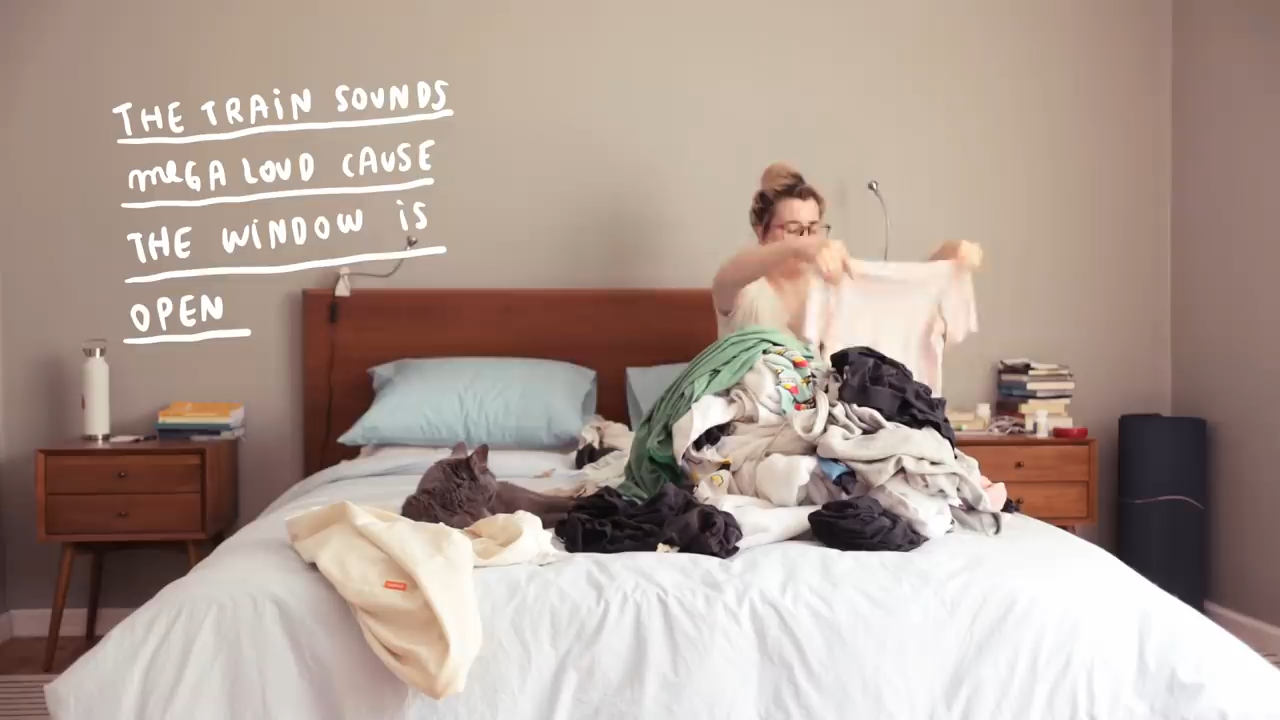 THE TRAIN SOUNDS
MEGA LOUD CAUSE
THE WINDOW IS
OPEN